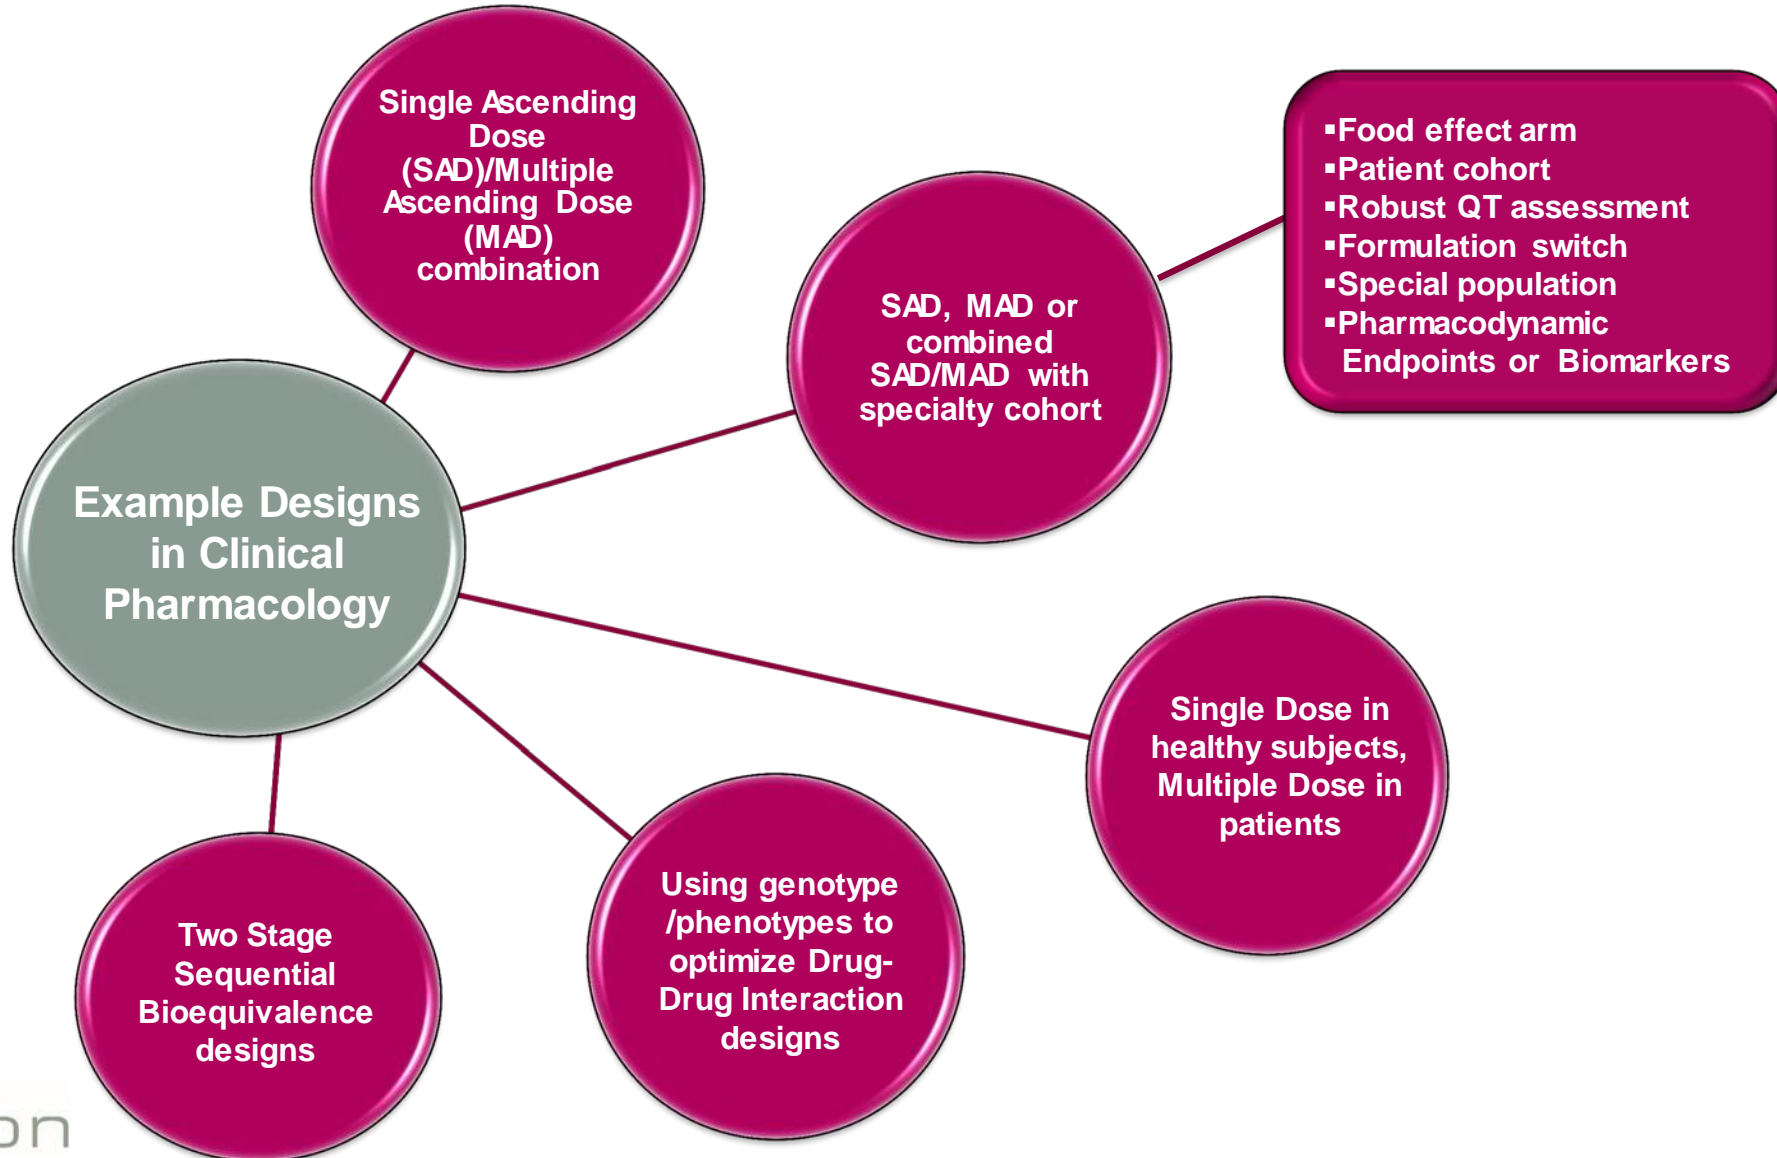 Single Ascending
Dose
(SAD)/Multiple
Ascending Dose
(MAD)
combination
▪Food effect arm
▪Patient cohort
▪Robust QT assessment
▪Formulation switch
▪Special population
▪Pharmacodynamic
Endpoints or Biomarkers
SAD, MAD or
combined
SAD/MAD with
specialty cohort
Example Designs
in Clinical
Pharmacology
Single Dose in
healthy subjects,
Multiple Dose in
patients
Using genotype
/phenotypes to
optimize Drug-
Drug Interaction
designs
Two Stage
Sequential
Bioequivalence
designs
on